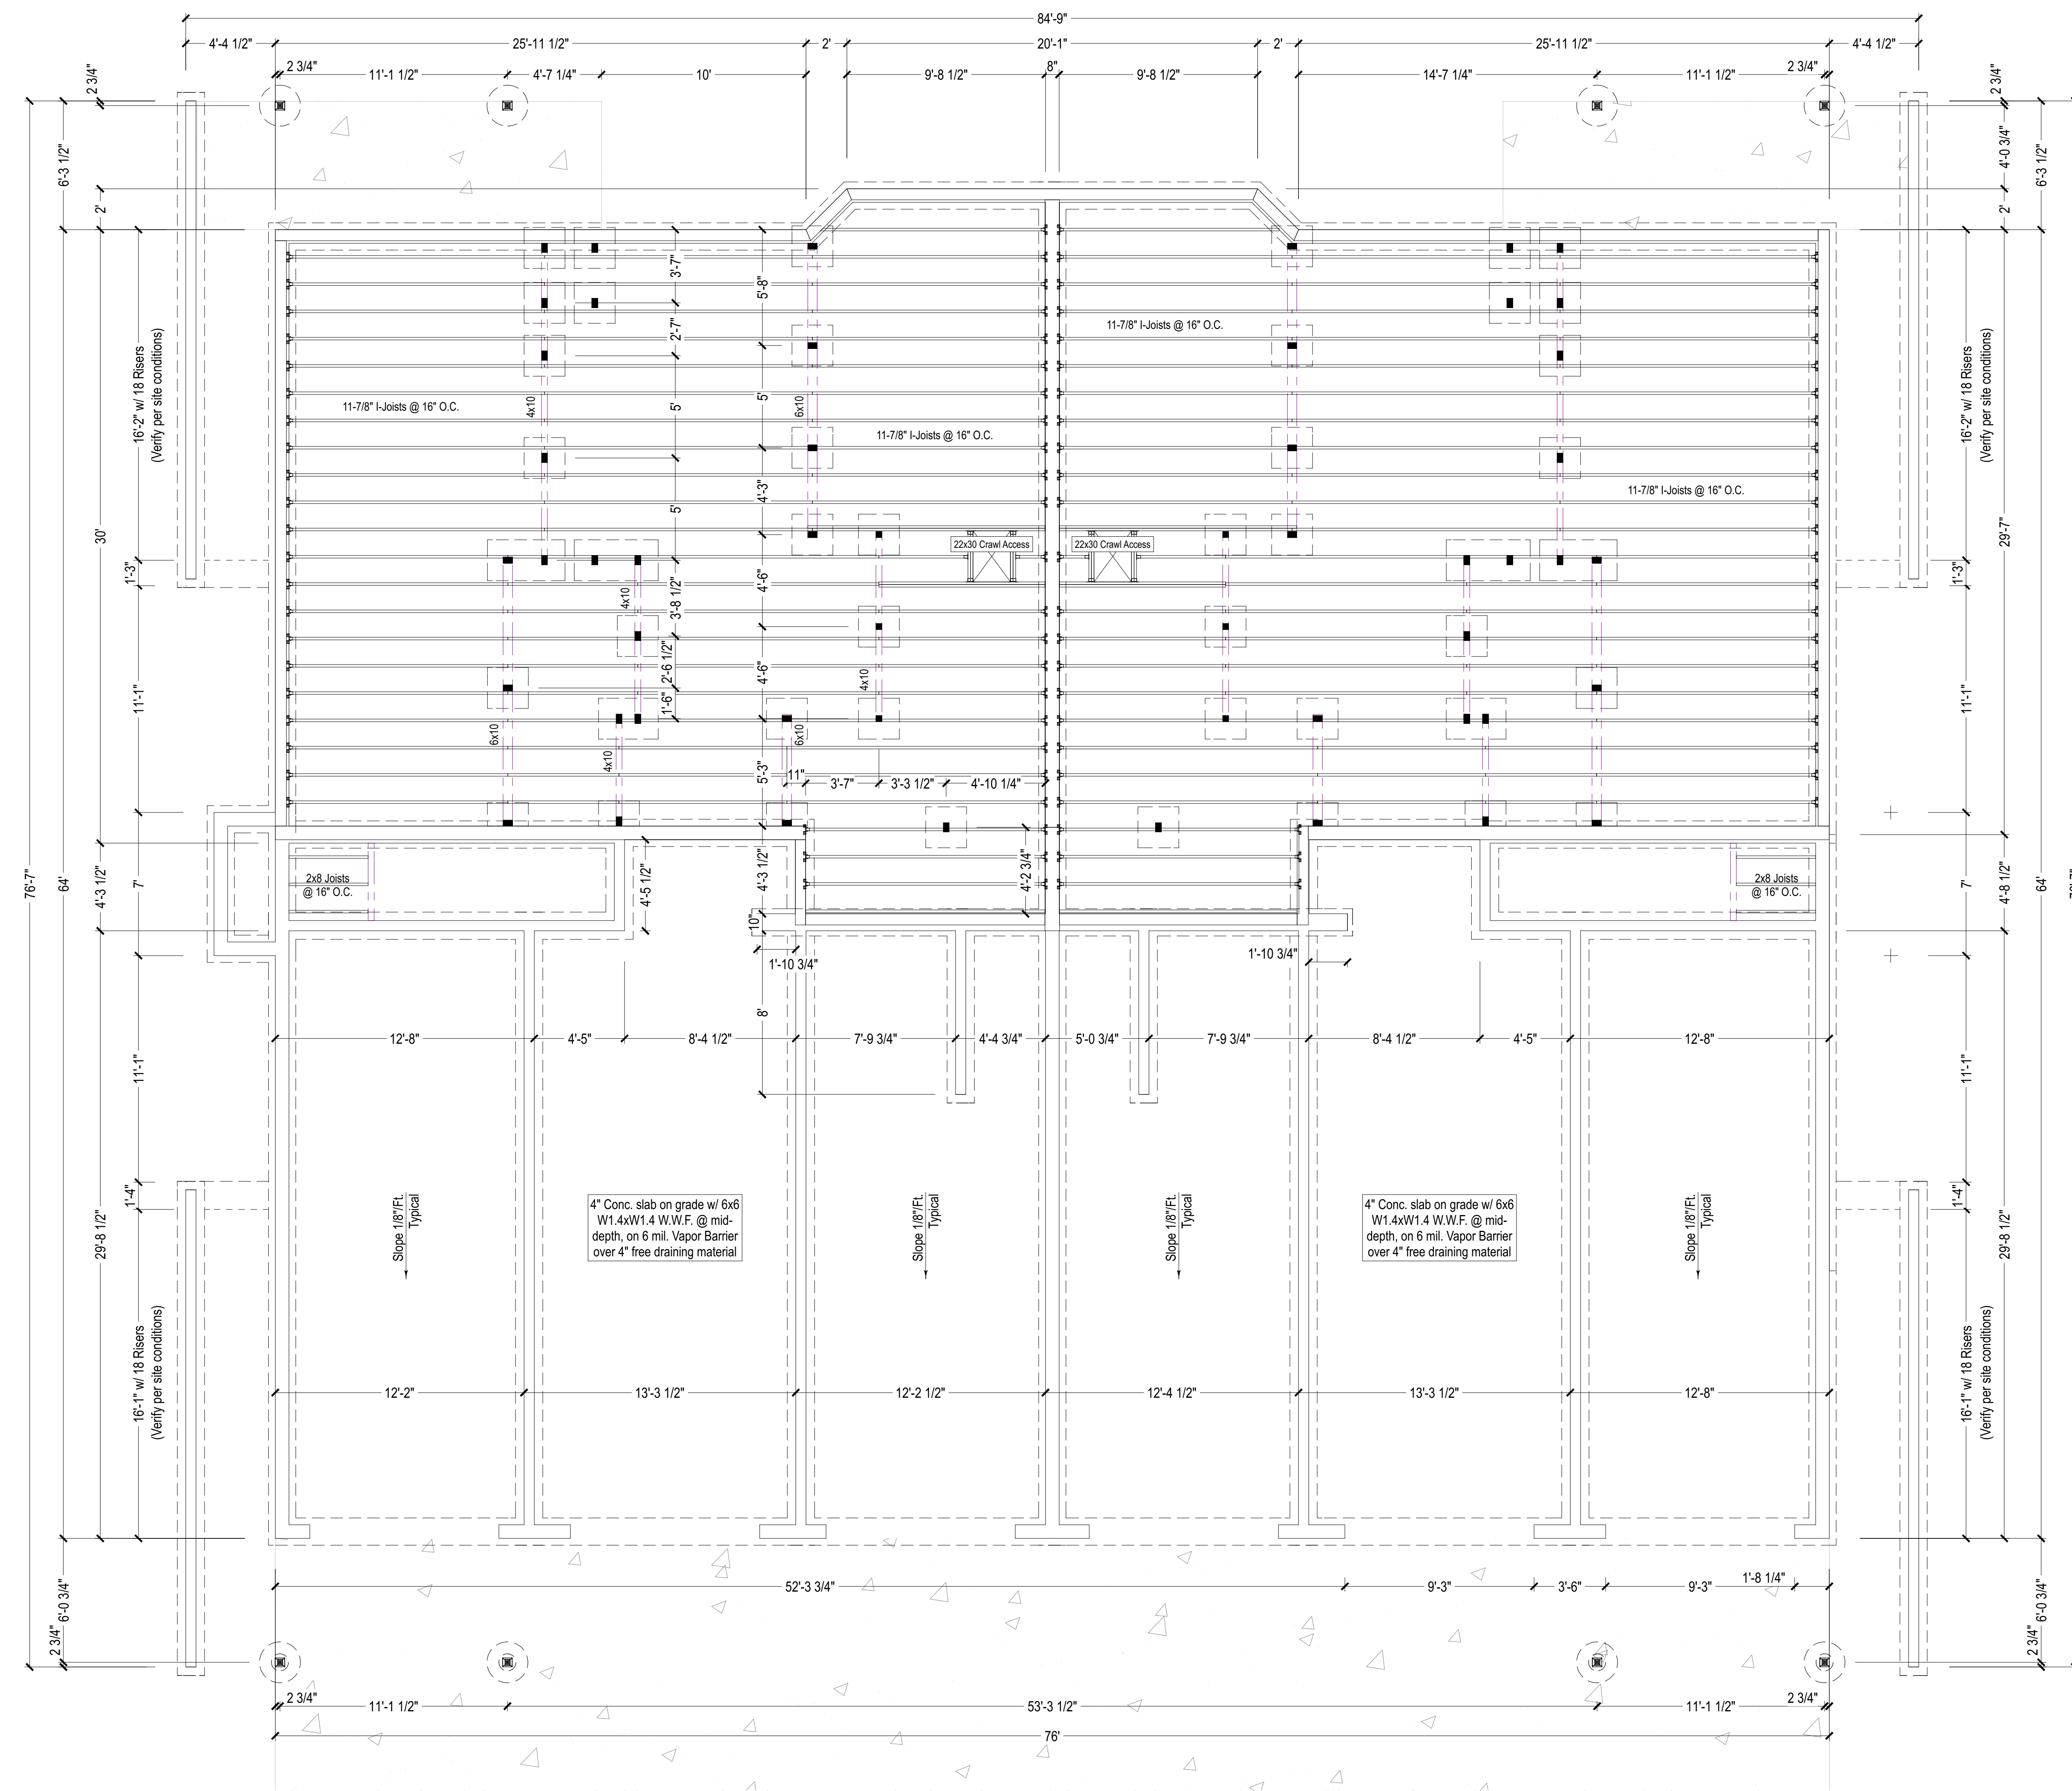 84'-9"
4'-4 1/2"
25'-11 1/2"
2'
20'-1"
2'
25'-11 1/2"
4'-4 1/2"
2 3/4"
11'-1 1/2"
4'-7 1/4"
10'
9'-8 1/2"
8"
9'-8 1/2"
14'-7 1/4"
11'-1 1/2"
2 3/4"
2 3/4"
6'-3 1/2"
2'
76'-7"
64'
30'
16'-2" w/ 18 Risers
(Verify per site conditions)
1'-3"
11'-1"
4'-3 1/2"
7'
11'-1"
1'-4"
29'-8 1/2"
16'-1" w/ 18 Risers
(Verify per site conditions)
6'-0 3/4"
2 3/4"
11-7/8" I-Joists @ 16" O.C.
11-7/8" I-Joists @ 16" O.C.
11-7/8" I-Joists @ 16" O.C.
11-7/8" I-Joists @ 16" O.C.
4x10
6x10
3'-7"
2'-7"
5'
5'
3'-8 1/2"
2'-6 1/2"
1'-6"
5'-8"
5'
4'-3"
4'-6"
4'-6"
5'-3"
4'-3 1/2"
10"
8'
22x30 Crawl Access
22x30 Crawl Access
4x10
6x10
4x10
6x10
4x10
11"
3'-7"
3'-3 1/2"
4'-10 1/4"
4'-2 3/4"
4'-5 1/2"
2x8 Joists
@ 16" O.C.
2x8 Joists
@ 16" O.C.
1'-10 3/4"
1'-10 3/4"
12'-8"
4'-5"
8'-4 1/2"
7'-9 3/4"
4'-4 3/4"
5'-0 3/4"
7'-9 3/4"
8'-4 1/2"
4'-5"
12'-8"
Slope 1/8"/Ft.
Typical
4" Conc. slab on grade w/ 6x6
W1.4xW1.4 W.W.F. @ mid-
depth, on 6 mil. Vapor Barrier
over 4" free draining material
Slope 1/8"/Ft.
Typical
Slope 1/8"/Ft.
Typical
4" Conc. slab on grade w/ 6x6
W1.4xW1.4 W.W.F. @ mid-
depth, on 6 mil. Vapor Barrier
over 4" free draining material
Slope 1/8"/Ft.
Typical
12'-2"
13'-3 1/2"
12'-2 1/2"
12'-4 1/2"
13'-3 1/2"
12'-8"
52'-3 3/4"
9'-3"
3'-6"
9'-3"
1'-8 1/4"
2 3/4"
11'-1 1/2"
53'-3 1/2"
11'-1 1/2"
2 3/4"
76'
2 3/4"
4'-0 3/4"
2'
6'-3 1/2"
16'-2" w/ 18 Risers
(Verify per site conditions)
29'-7"
1'-3"
11'-1"
7'
4'-8 1/2"
64'
11'-1"
1'-4"
29'-8 1/2"
16'-1" w/ 18 Risers
(Verify per site conditions)
6'-0 3/4"
2 3/4"